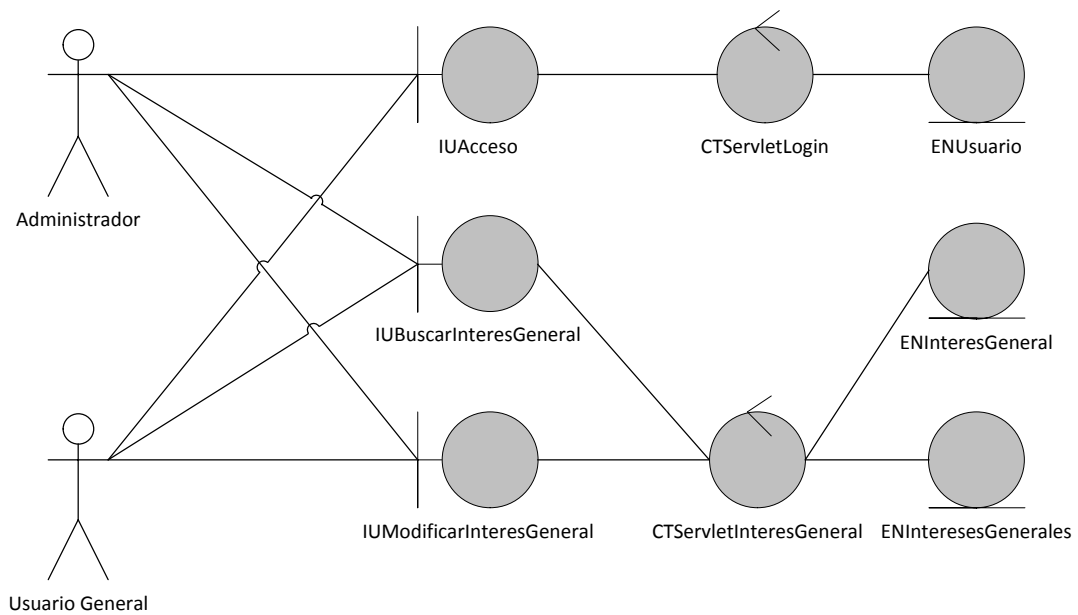 IUAcceso
CTServletLogin
ENUsuario
Administrador
IUBuscarInteresGeneral
ENInteresGeneral
IUModificarInteresGeneral
CTServletInteresGeneral
ENInteresesGenerales
Usuario General